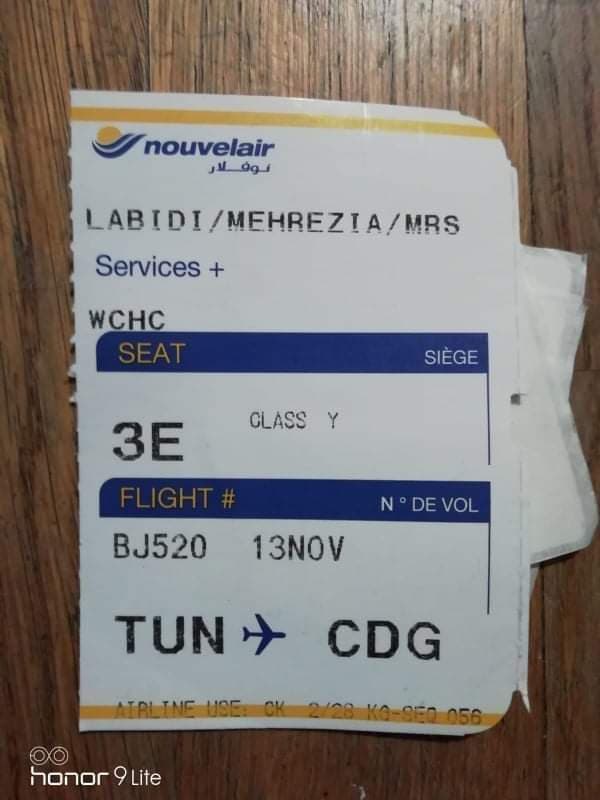 nouvelair
نوفلار
LABIDI/MEHREZIA/MRS
Services +
WCHC
SEAT SIÈGE
3E CLASS Y
FLIGHT # N° DE VOL
BJ520 13NOV
TUN CDG
AIRLINE USE: CK 2/28 KG-SEQ 056
honor 9 Lite